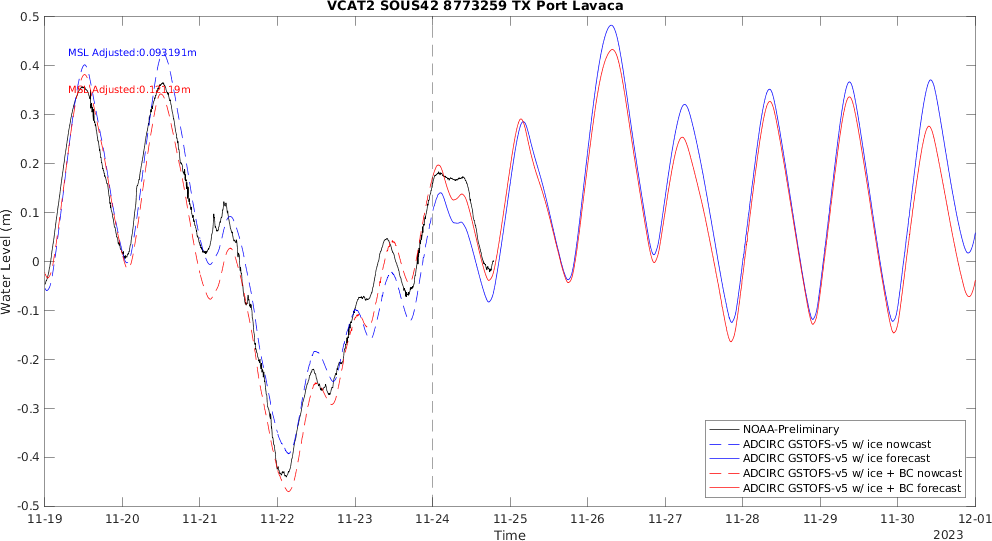 VCAT2 SOUS42 8773259 TX Port Lavaca
0.5
0.4
0.3
0.2
0.1
0
-0.1
-0.2
-0.3
-0.4
-0.5
Water Level (m)
MSL Adjusted:0.093191m
MSL Adjusted:0.13119m
NOAA-Preliminary
ADCIRC GSTOFS-v5 w/ ice nowcast
ADCIRC GSTOFS-v5 w/ ice forecast
ADCIRC GSTOFS-v5 w/ ice + BC nowcast
ADCIRC GSTOFS-v5 w/ ice + BC forecast
11-19 11-20 11-21 11-22 11-23 11-24 11-25 11-26 11-27 11-28 11-29 11-30 12-01
Time
2023